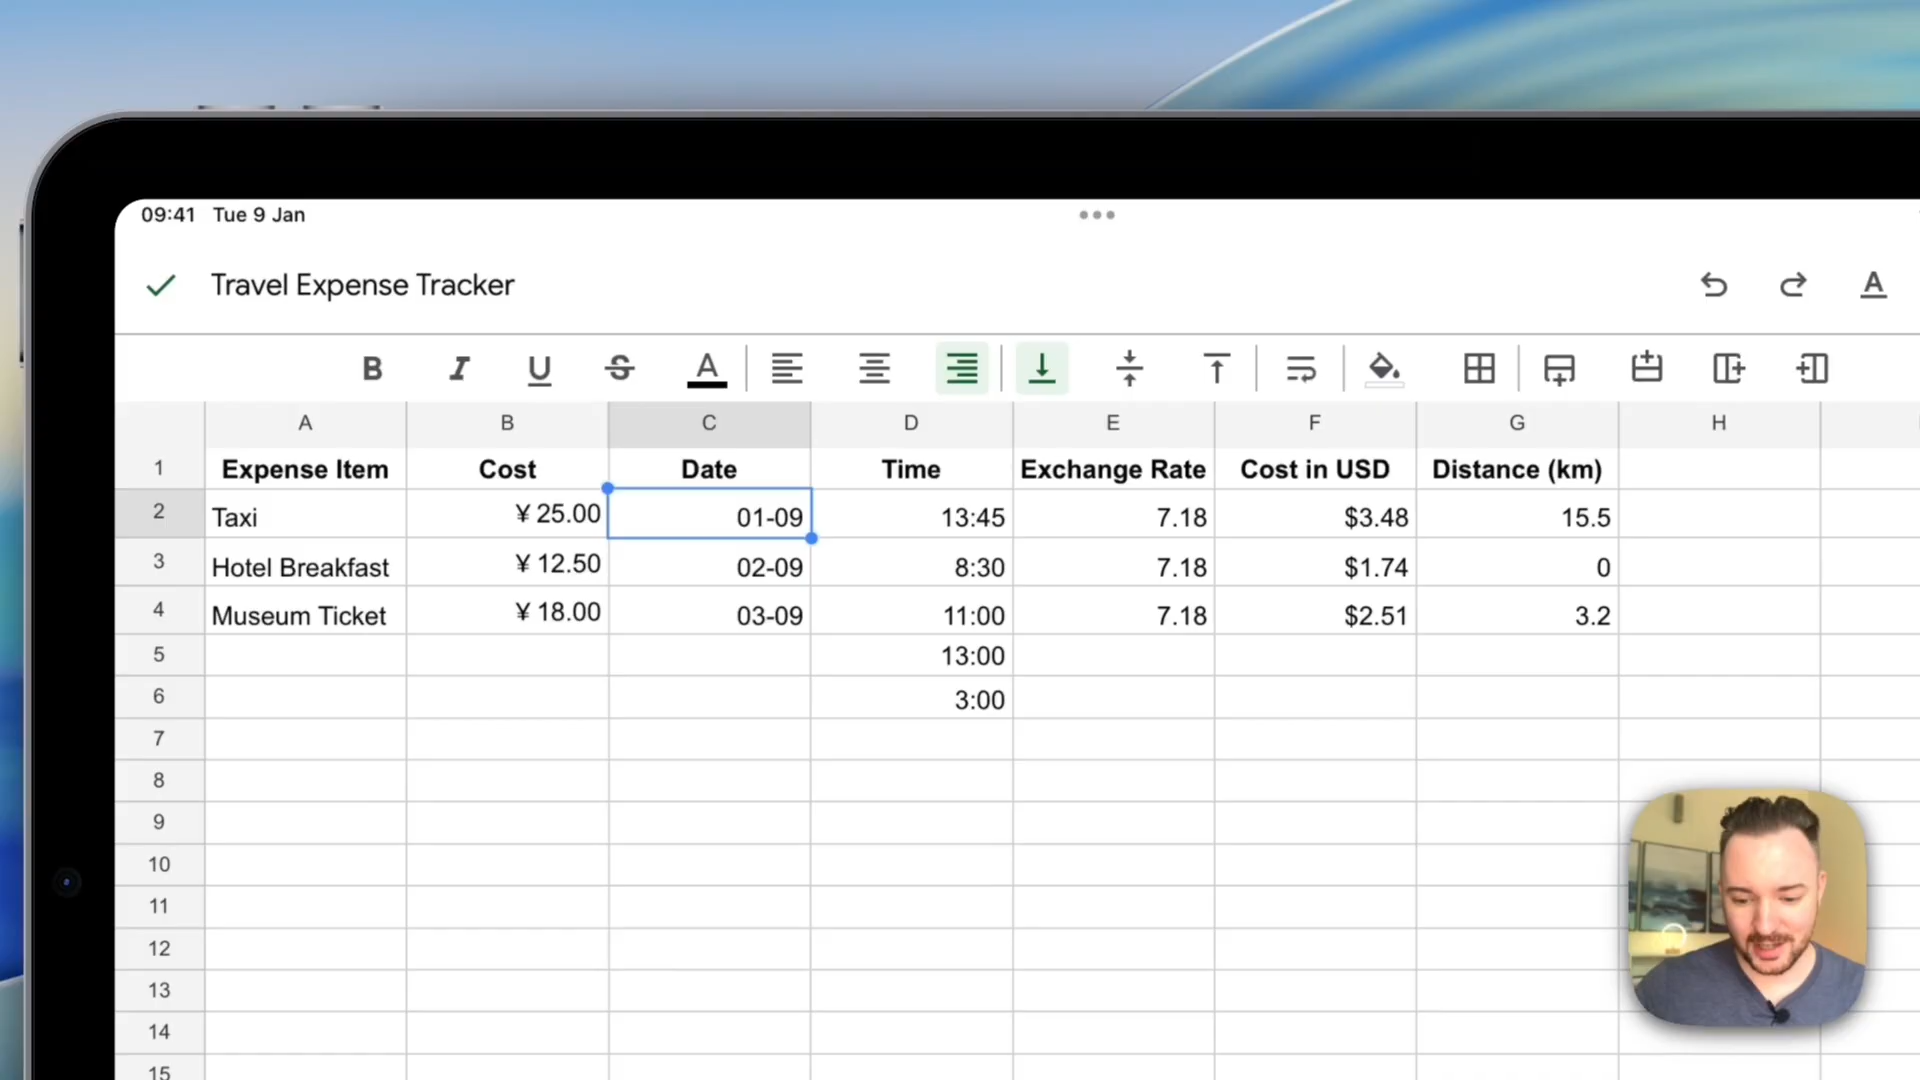 09:41 Tue 9 Jan
Travel Expense Tracker
A
B I U S A
A B C D E F G H
1 Expense Item Cost Date Time Exchange Rate Cost in USD Distance (km)
2 Taxi ¥ 25.00 01-09 13:45 7.18 $3.48 15.5
3 Hotel Breakfast ¥ 12.50 02-09 8:30 7.18 $1.74 0
4 Museum Ticket ¥ 18.00 03-09 11:00 7.18 $2.51 3.2
5 13:00
6 3:00
7
8
9
10
11
12
13
14
15